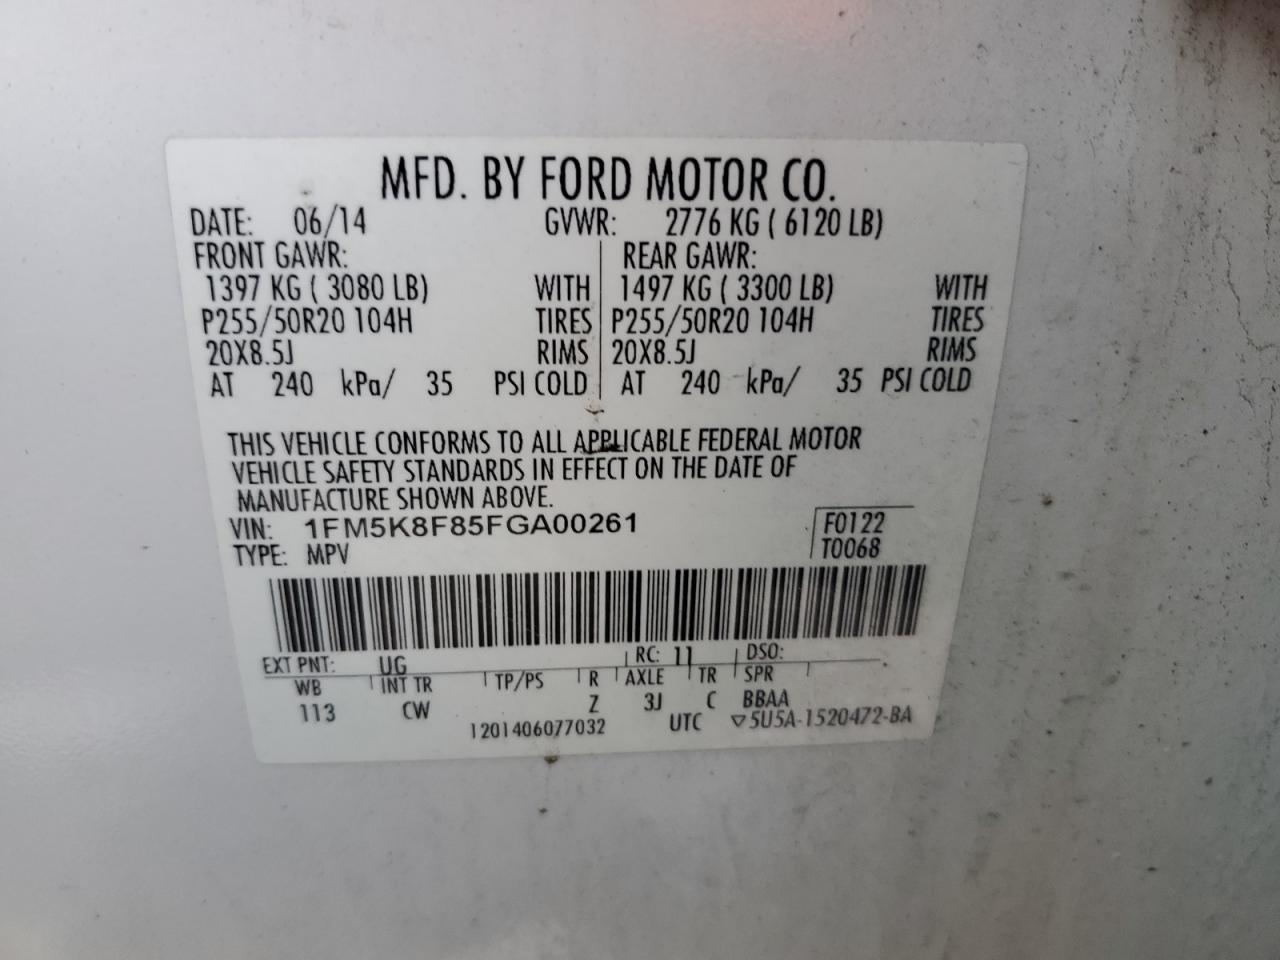 MFD. BY FORD MOTOR CO.
DATE: 06/14 GVWR: 2776 KG ( 6120 LB)
FRONT GAWR: REAR GAWR:
1397 KG ( 3080 LB) WITH 1497 KG ( 3300 LB) WITH
P255/50R20 104H TIRES P255/50R20 104H TIRES
20X8.5J RIMS 20X8.5J RIMS
AT 240 kPa/ 35 PSI COLD AT 240 kPa/ 35 PSI COLD
THIS VEHICLE CONFORMS TO ALL APPLICABLE FEDERAL MOTOR
VEHICLE SAFETY STANDARDS IN EFFECT ON THE DATE OF
MANUFACTURE SHOWN ABOVE.
VIN: 1FM5K8F85FGA00261 F0122
TYPE: MPV T0068
EXT PNT: UG RC: 11 DSO:
WB INT TR TP/PS R AXLE TR SPR
113 CW Z 3J C BBAA
1201406077032 UTC ▽5U5A-1520472-BA